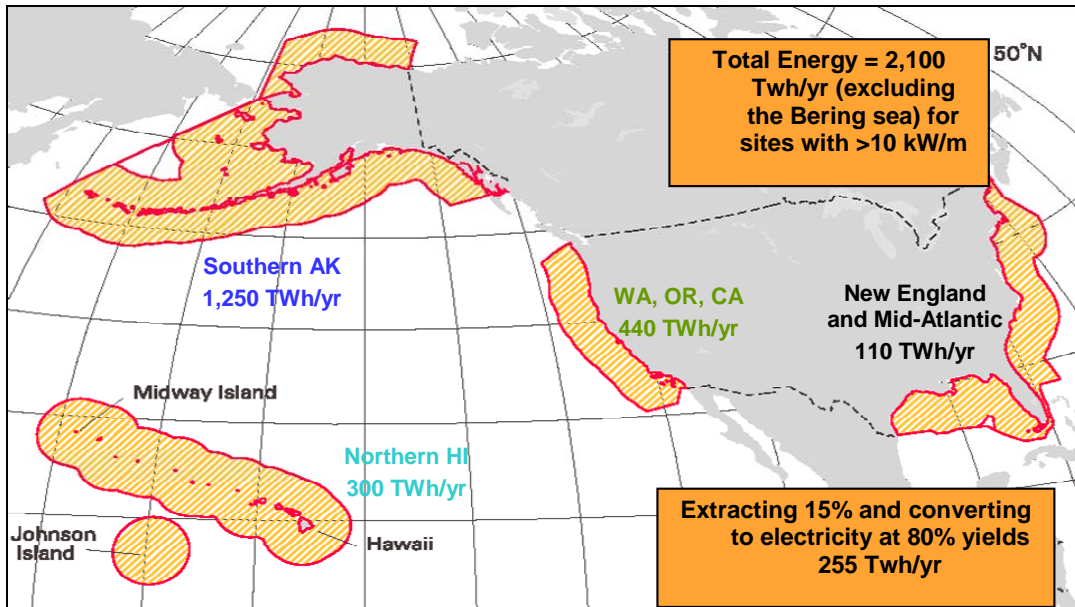 Total Energy = 2,100
Twh/yr (excluding
the Bering sea) for
sites with >10 kW/m
50°N
Southern AK
1,250 TWh/yr
WA, OR, CA
440 TWh/yr
New England
and Mid-Atlantic
110 TWh/yr
Midway Island
Northern HI
300 TWh/yr
Johnson
Island
Hawaii
Extracting 15% and converting
to electricity at 80% yields
255 Twh/yr